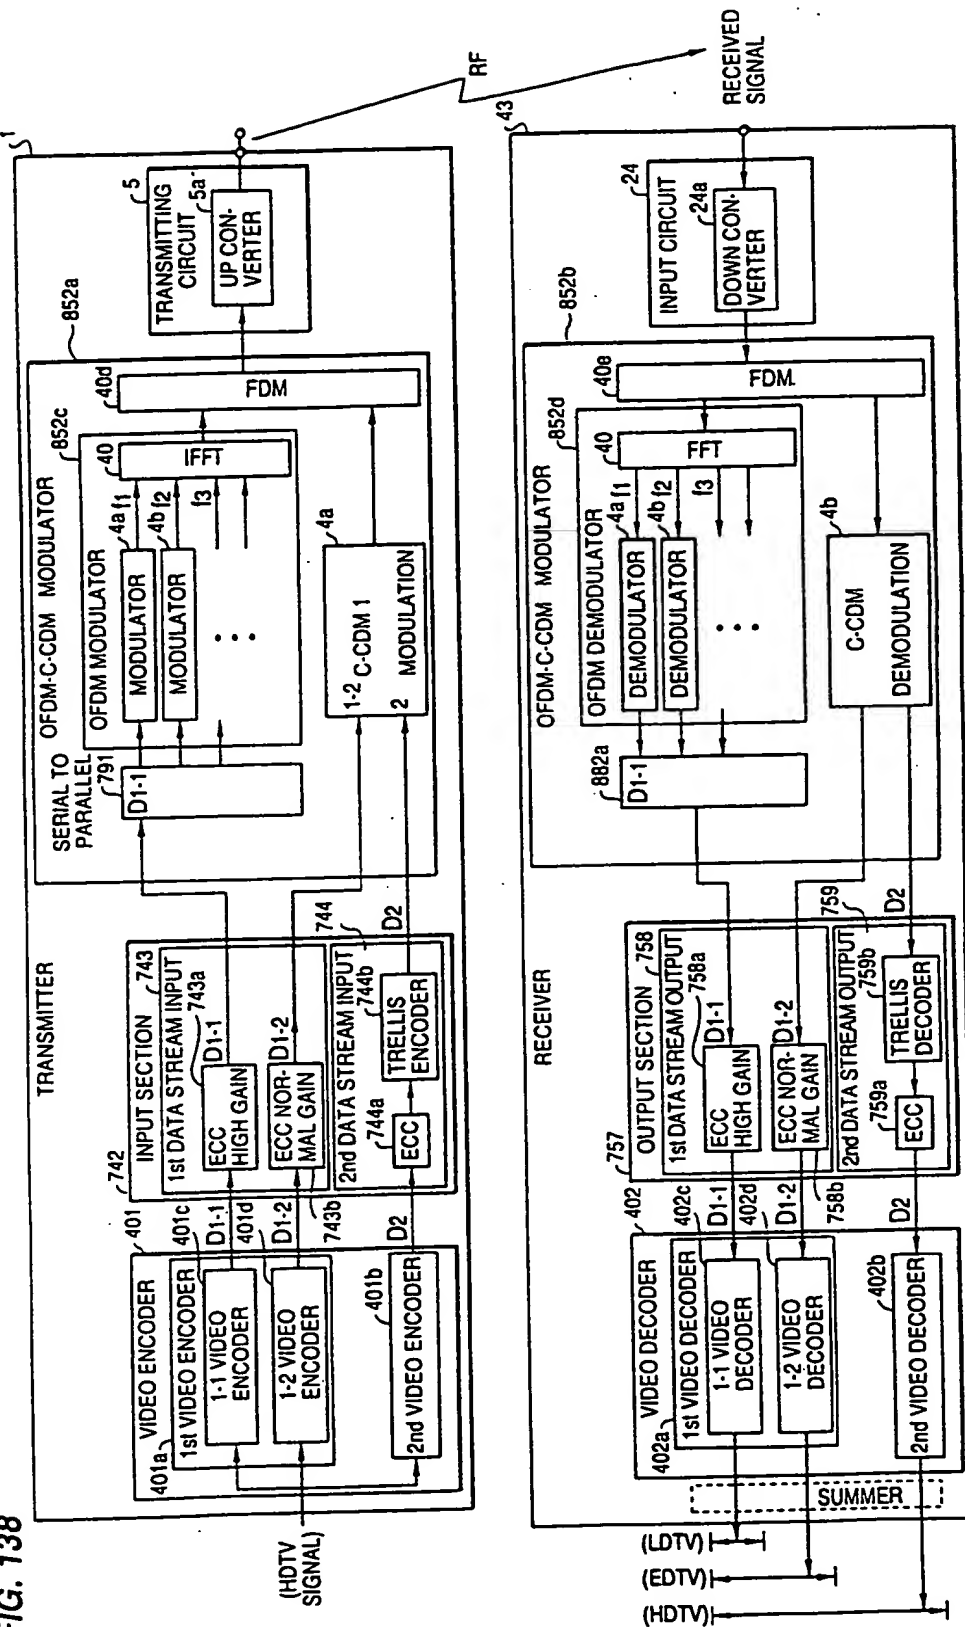 FIG. 138
1
TRANSMITTER
(HDTV
SIGNAL)
VIDEO ENCODER
401
401a
1st VIDEO ENCODER
401c
1-1 VIDEO
ENCODER
401d
1-2 VIDEO
ENCODER
401b
2nd VIDEO ENCODER
D1-1
D1-2
D2
742
INPUT SECTION
743
1st DATA STREAM INPUT
743a
ECC
HIGH GAIN
D1-1
ECC NOR-
MAL GAIN
D1-2
743b
2nd DATA STREAM INPUT
744
744a
ECC
744b
TRELLIS
ENCODER
D2
852a
OFDM-C-CDM MODULATOR
SERIAL TO
PARALLEL
791
D1-1
852c
OFDM MODULATOR
4a
MODULATOR
f1
4b
MODULATOR
f2
f3
40
IFFT
4a
1-2
C-CDM 1
2
MODULATION
40d
FDM
5
TRANSMITTING
CIRCUIT
5a
UP CON-
VERTER
RF
RECEIVED
SIGNAL
43
RECEIVER
24
INPUT CIRCUIT
24a
DOWN CON-
VERTER
852b
OFDM-C-CDM MODULATOR
40e
FDM.
852d
OFDM DEMODULATOR
40
FFT
4a
DEMODULATOR
f1
4b
DEMODULATOR
f2
f3
882a
D1-1
4b
C-CDM
DEMODULATION
757
OUTPUT SECTION
758
1st DATA STREAM OUTPUT
758a
ECC
HIGH GAIN
D1-1
ECC NOR-
MAL GAIN
D1-2
758b
2nd DATA STREAM OUTPUT
759
759a
ECC
759b
TRELLIS
DECODER
D2
VIDEO DECODER
402
402a
1st VIDEO DECODER
402c
1-1 VIDEO
DECODER
D1-1
402d
1-2 VIDEO
DECODER
D1-2
402b
2nd VIDEO DECODER
D2
SUMMER
(LDTV)
(EDTV)
(HDTV)